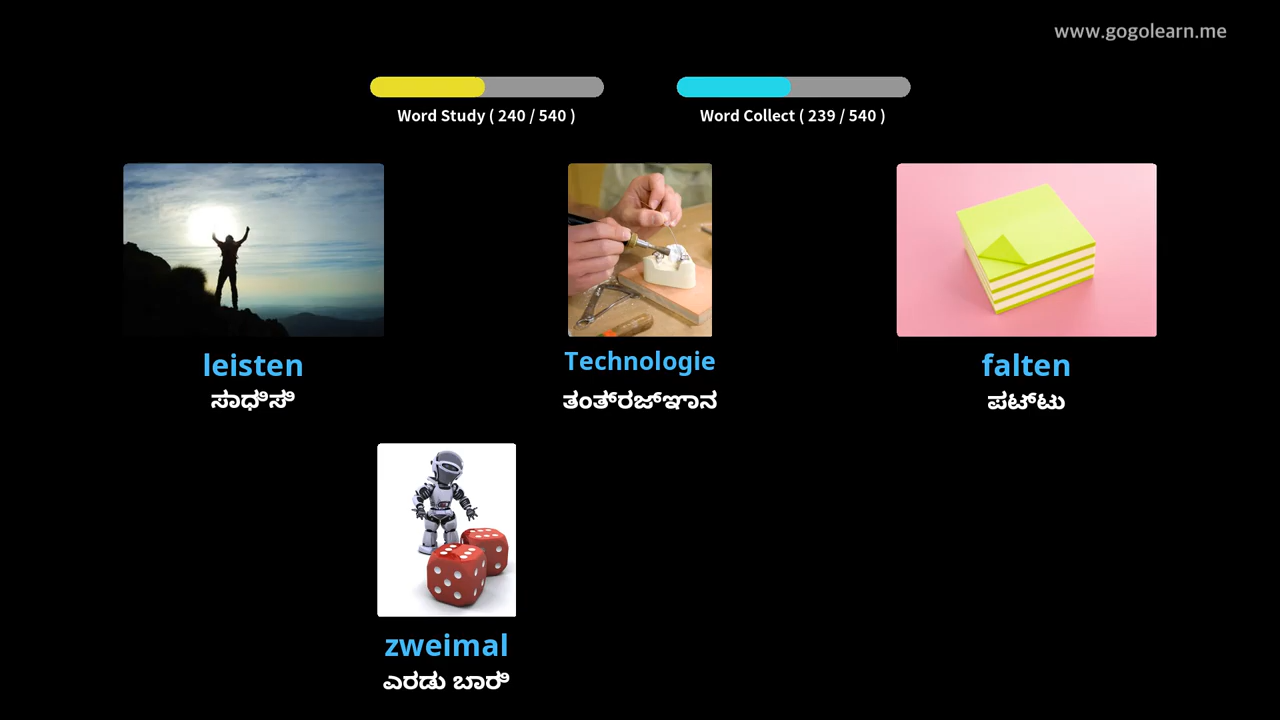 www.gogolearn.me
Word Study ( 240 / 540 )
Word Collect ( 239 / 540 )
leisten
ಸಾಧಿಸಿ
Technologie
ತಂತ್ರಜ್ಞಾನ
falten
ಪಟ್ಟು
zweimal
ಎರಡು ಬಾರಿ